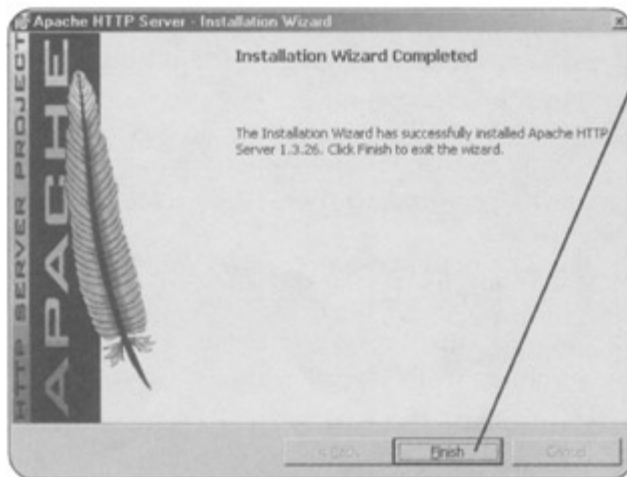 Apache HTTP Server - Installation Wizard
HTTP SERVER PROJECT
APACHE
Installation Wizard Completed
The Installation Wizard has successfully installed Apache HTTP
Server 1.3.26. Click Finish to exit the wizard.
< Back
Finish
Cancel